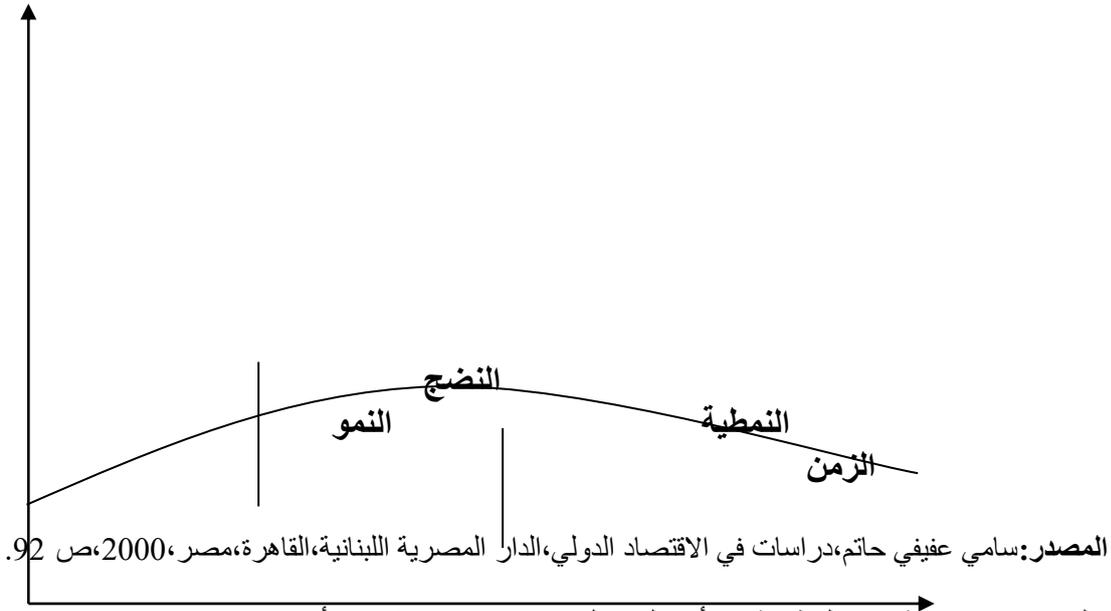 النضج
النمو
النمطية
الزمن
المصدر:سامي عفيفي حاتم،دراسات في الاقتصاد الدولي،الدار المصرية اللبنانية،القاهرة،مصر،2000،ص 92.